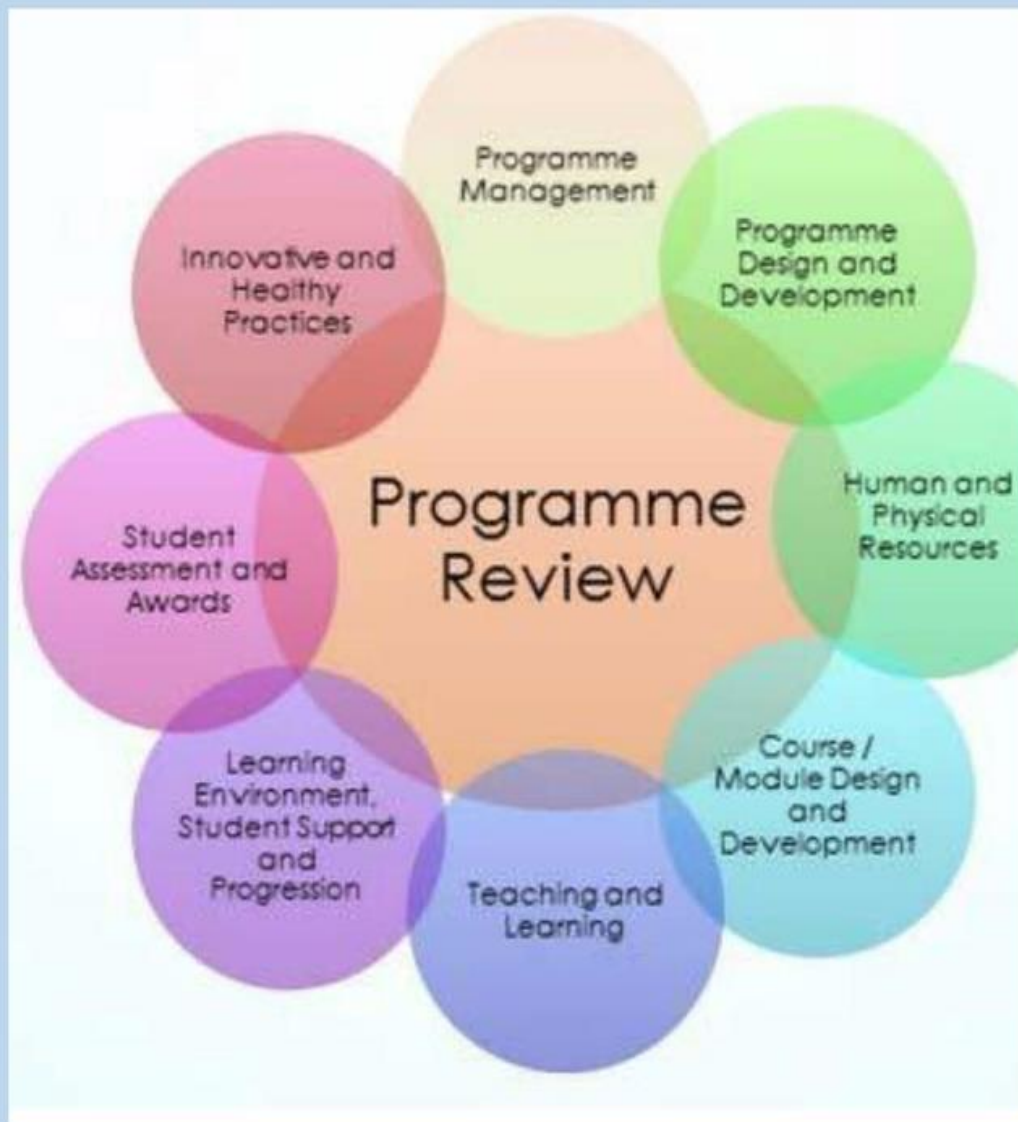 Programme
Management
Programme
Design and
Development
Human and
Physical
Resources
Course /
Module Design
and
Development
Teaching and
Learning
Learning
Environment,
Student Support
and
Progression
Student
Assessment and
Awards
Innovative and
Healthy
Practices
Programme
Review